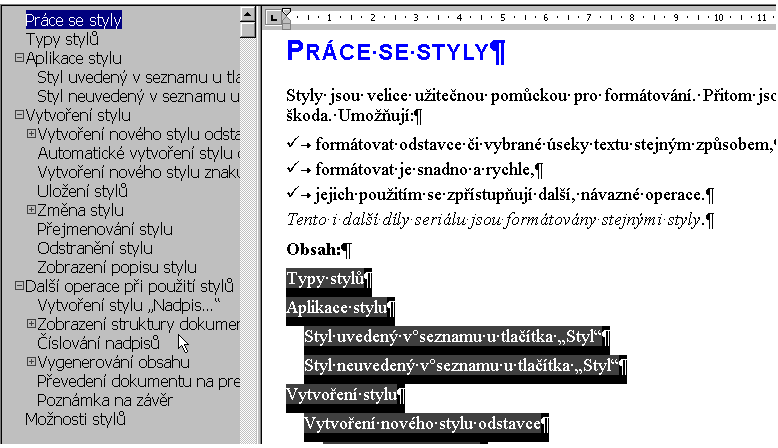 Práce se styly
Typy stylů
Aplikace stylu
Styl uvedený v seznamu u tla
Styl neuvedený v seznamu u
Vytvoření stylu
Vytvoření nového stylu odsta
Automatické vytvoření stylu
Vytvoření nového stylu znaku
Uložení stylů
Změna stylu
Přejmenování stylu
Odstranění stylu
Zobrazení popisu stylu
Další operace při použití stylů
Vytvoření stylu „Nadpis...“
Zobrazení struktury dokumen
Číslování nadpisů
Vygenerování obsahu
Převedení dokumentu na pre
Poznámka na závěr
Možnosti stylů
1 2 3 4 5 6 7 8 9 10 11
PRÁCE·SE·STYLY¶
Styly· jsou· velice· užitečnou· pomůckou· pro· formátování.· Přitom· jso
škoda.· Umožňují:¶
✓→ formátovat·odstavce·či·vybrané·úseky·textu·stejným·způsobem,¶
✓→ formátovat·je·snadno·a·rychle,¶
✓→ jejich·použitím·se·zpřístupňují·další,·návazné·operace.¶
Tento·i·další·díly·seriálu·jsou·formátovány·stejnými·styly.¶
Obsah:¶
Typy·stylů¶
Aplikace·stylu¶
Styl·uvedený·v°seznamu·u·tlačítka·„Styl“¶
Styl·neuvedený·v°seznamu·u·tlačítka·„Styl“¶
Vytvoření·stylu¶
Vytvoření·nového·stylu·odstavce¶